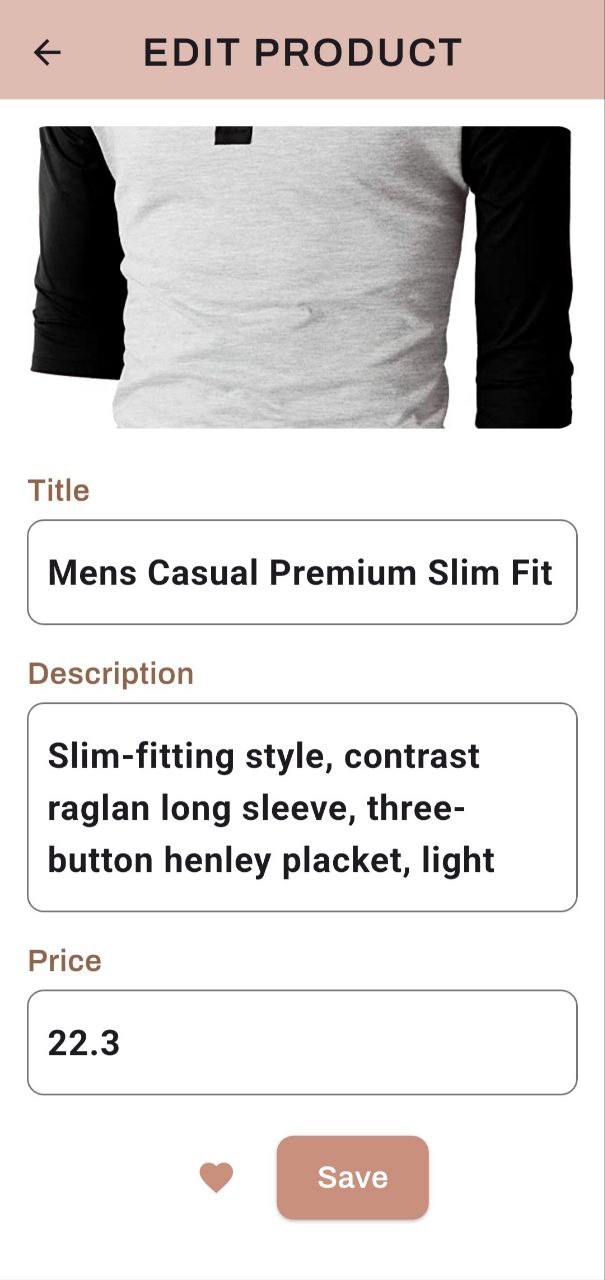 EDIT PRODUCT
Title
Mens Casual Premium Slim Fit
Description
Slim-fitting style, contrast
raglan long sleeve, three-
button henley placket, light
Price
22.3
Save